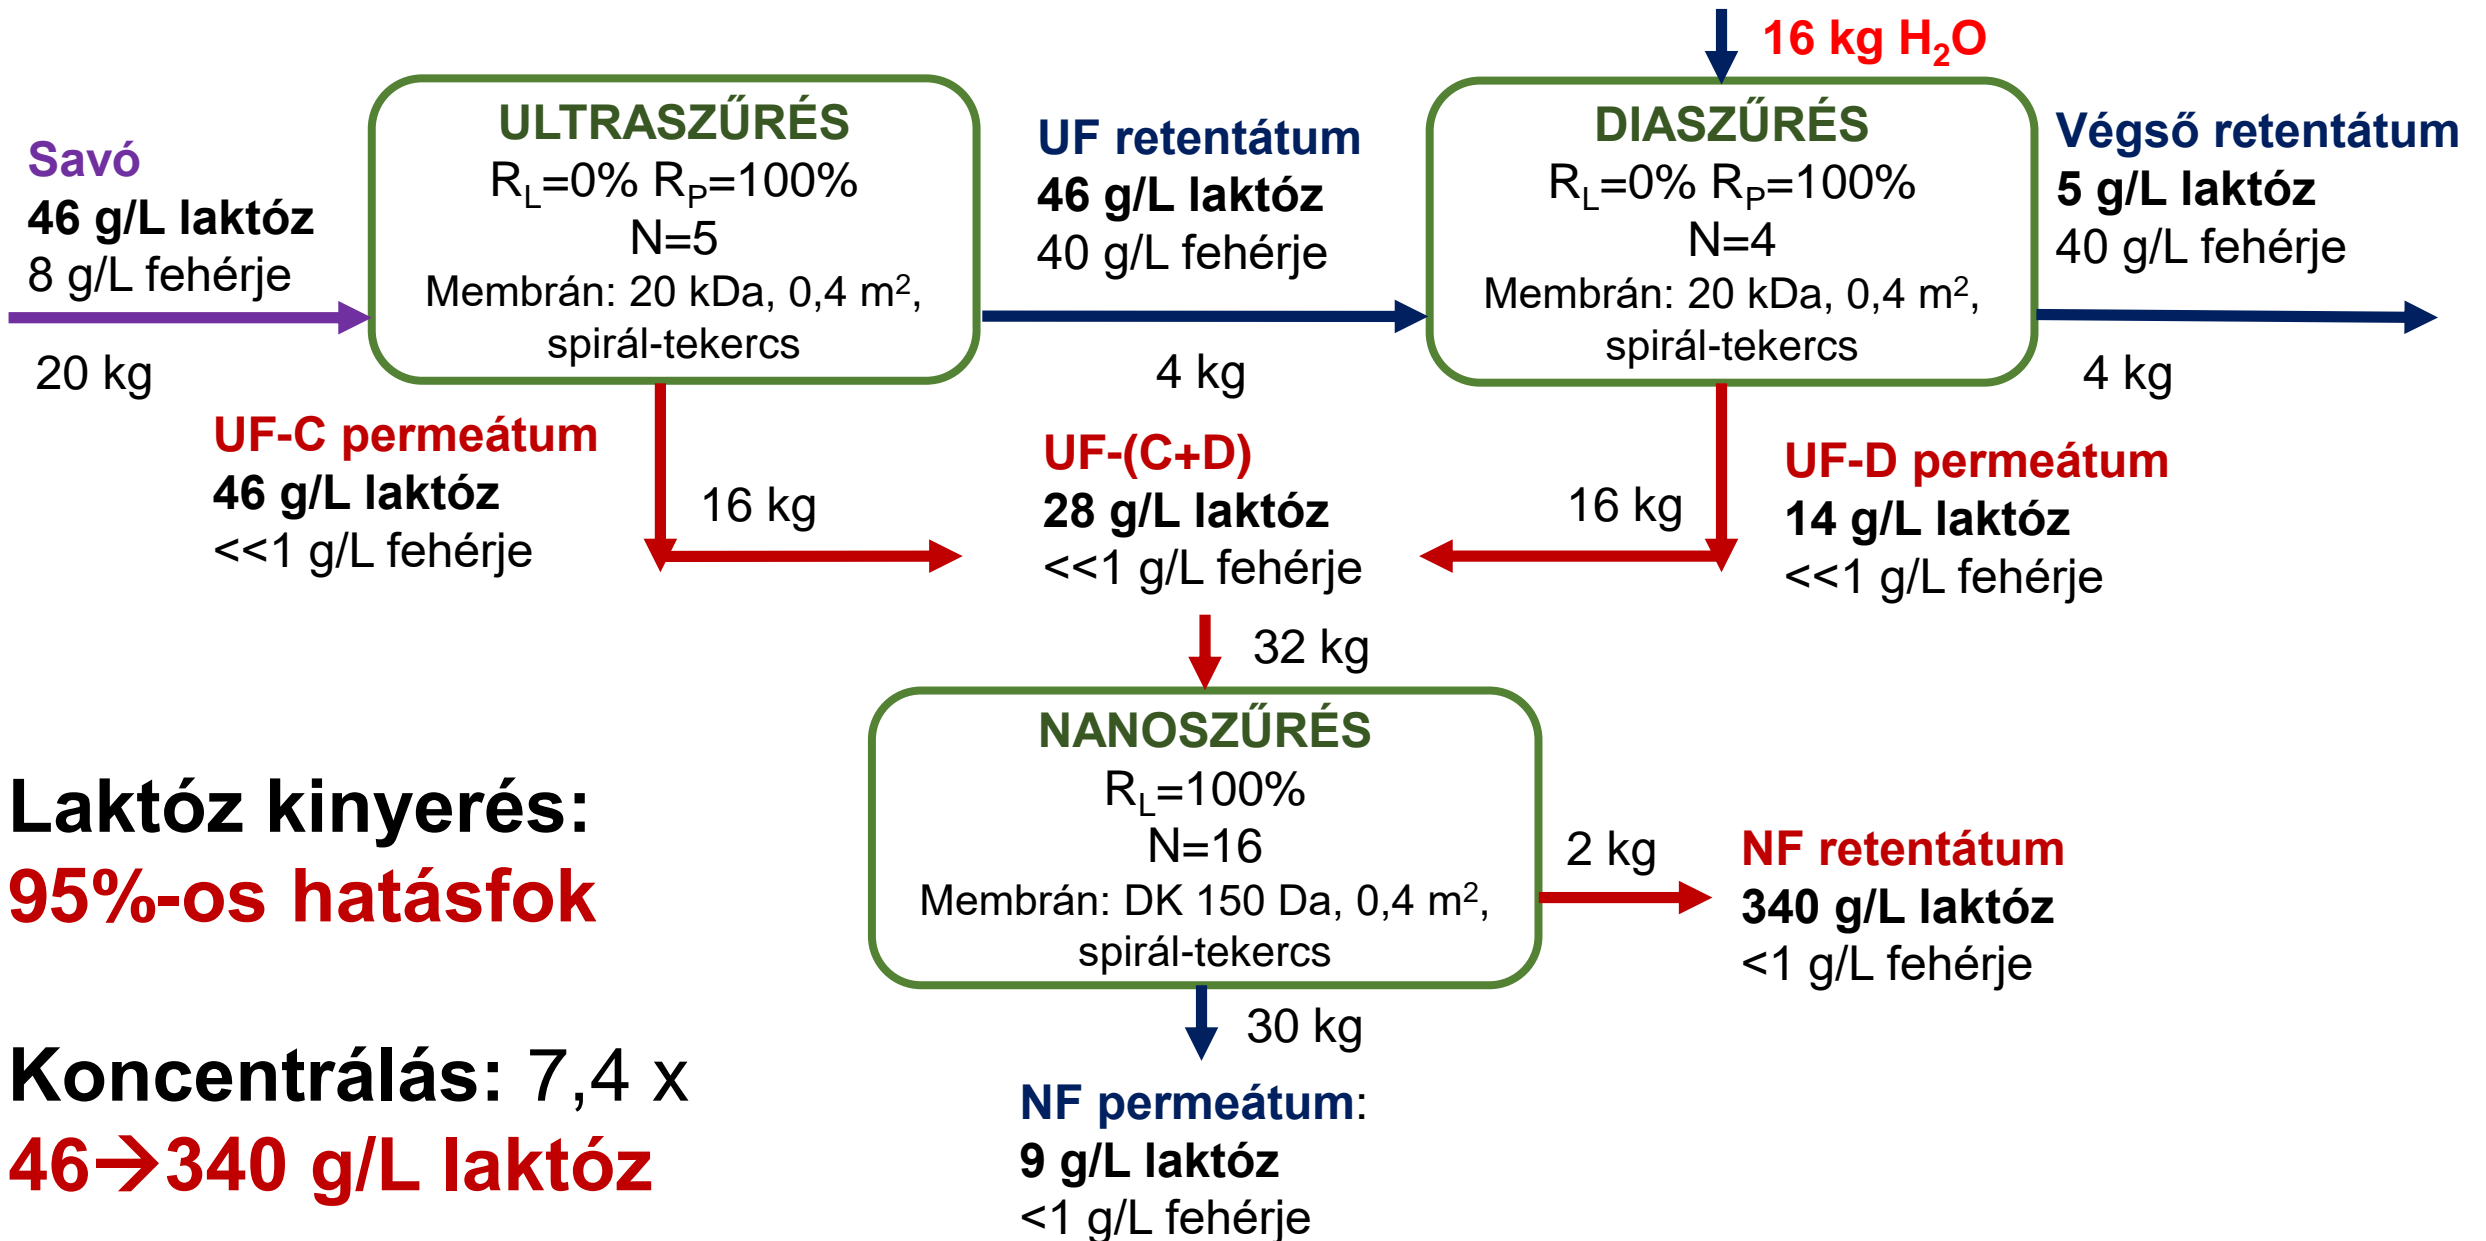 16 kg H₂O
Savó
46 g/L laktóz
8 g/L fehérje
20 kg
ULTRASZŰRÉS
R_L=0% R_P=100%
N=5
Membrán: 20 kDa, 0,4 m²,
spirál-tekercs
UF retentátum
46 g/L laktóz
40 g/L fehérje
4 kg
DIASZŰRÉS
R_L=0% R_P=100%
N=4
Membrán: 20 kDa, 0,4 m²,
spirál-tekercs
Végső retentátum
5 g/L laktóz
40 g/L fehérje
4 kg
UF-C permeátum
46 g/L laktóz
<<1 g/L fehérje
16 kg
UF-(C+D)
28 g/L laktóz
<<1 g/L fehérje
16 kg
UF-D permeátum
14 g/L laktóz
<<1 g/L fehérje
32 kg
NANOSZŰRÉS
R_L=100%
N=16
Membrán: DK 150 Da, 0,4 m²,
spirál-tekercs
2 kg
NF retentátum
340 g/L laktóz
<1 g/L fehérje
30 kg
NF permeátum:
9 g/L laktóz
<1 g/L fehérje
Laktóz kinyerés:
95%-os hatásfok
Koncentrálás: 7,4 x
46→340 g/L laktóz